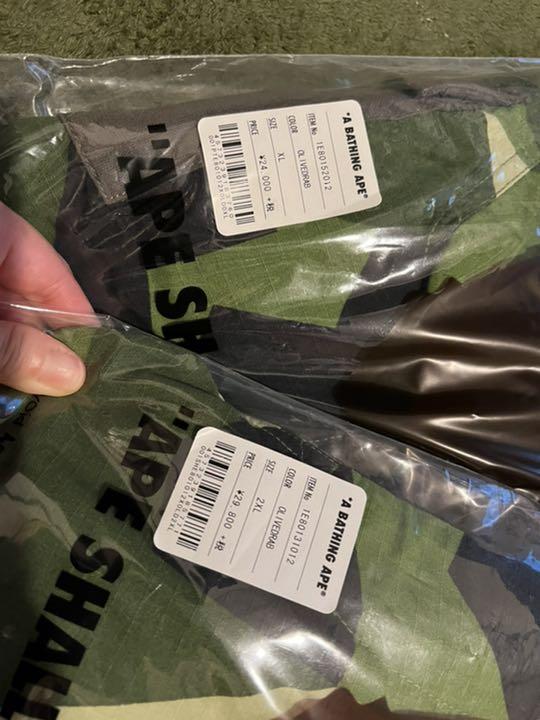 "A BATHING APE®
ITEM No 1E80152012
COLOR OLIVEDRAB
SIZE XL
PRICE ¥24,000 +税
"APE SH
"A BATHING APE®
ITEM No 1E80131012
COLOR OLIVEDRAB
SIZE 2XL
PRICE ¥29,800 +税
"APE SHALL